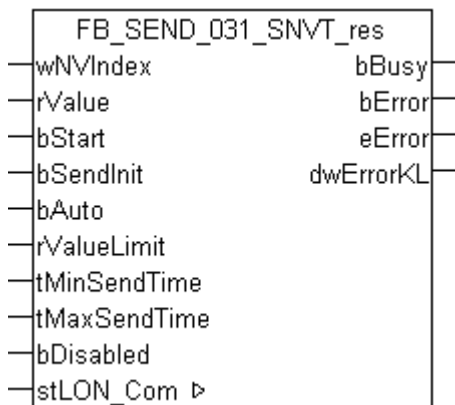 FB_SEND_031_SNVT_res
wNVIndex bBusy
rValue bError
bStart eError
bSendInit dwErrorKL
bAuto
rValueLimit
tMinSendTime
tMaxSendTime
bDisabled
stLON_Com ▷